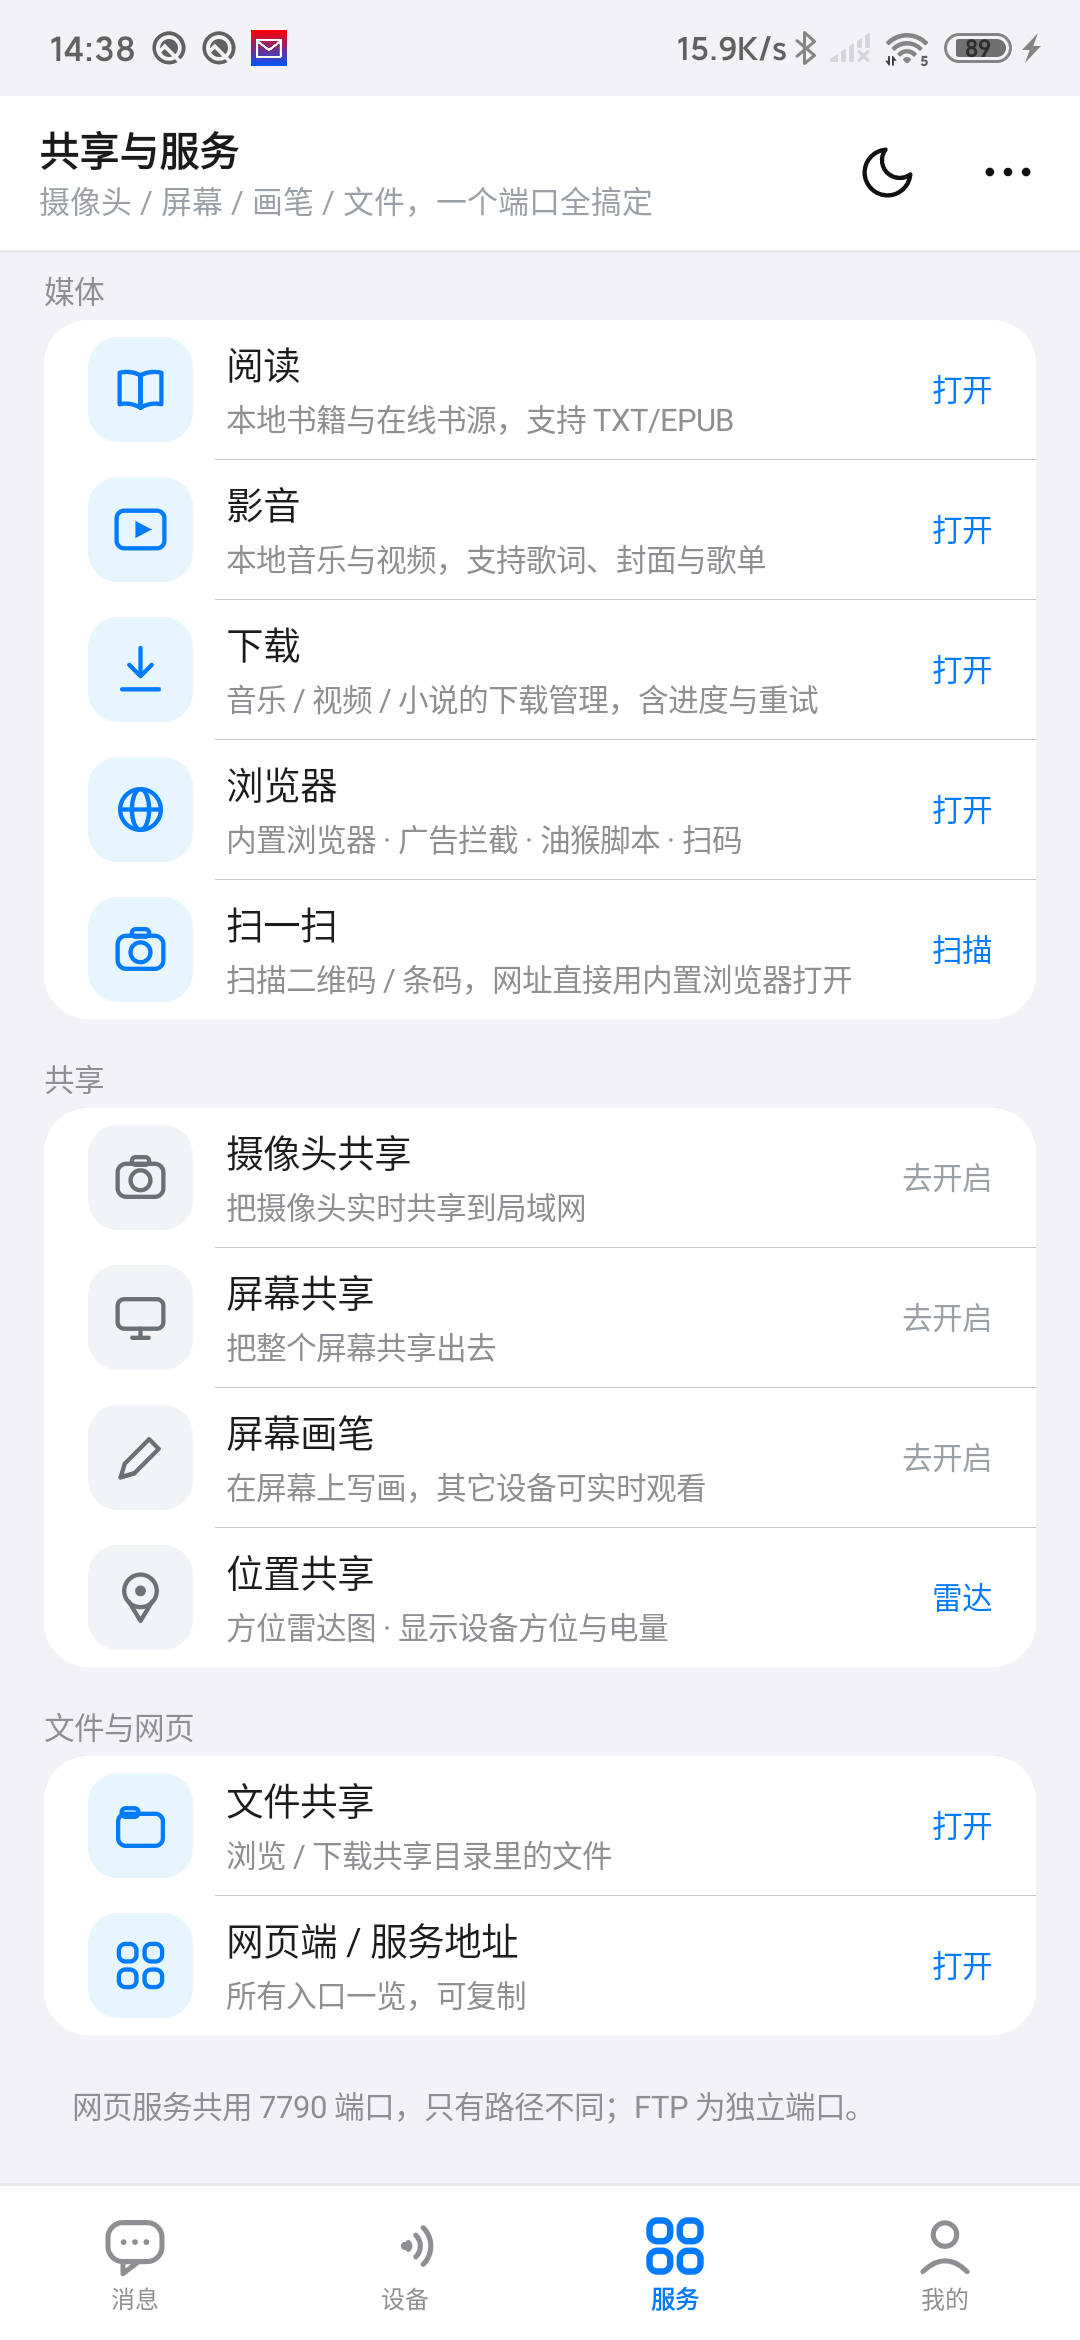 14:38 15.9K/s 5 89
共享与服务
摄像头 / 屏幕 / 画笔 / 文件，一个端口全搞定
媒体
阅读
本地书籍与在线书源，支持 TXT/EPUB
打开
影音
本地音乐与视频，支持歌词、封面与歌单
打开
下载
音乐 / 视频 / 小说的下载管理，含进度与重试
打开
浏览器
内置浏览器 · 广告拦截 · 油猴脚本 · 扫码
打开
扫一扫
扫描二维码 / 条码，网址直接用内置浏览器打开
扫描
共享
摄像头共享
把摄像头实时共享到局域网
去开启
屏幕共享
把整个屏幕共享出去
去开启
屏幕画笔
在屏幕上写画，其它设备可实时观看
去开启
位置共享
方位雷达图 · 显示设备方位与电量
雷达
文件与网页
文件共享
浏览 / 下载共享目录里的文件
打开
网页端 / 服务地址
所有入口一览，可复制
打开
网页服务共用 7790 端口，只有路径不同；FTP 为独立端口。
消息 设备 服务 我的